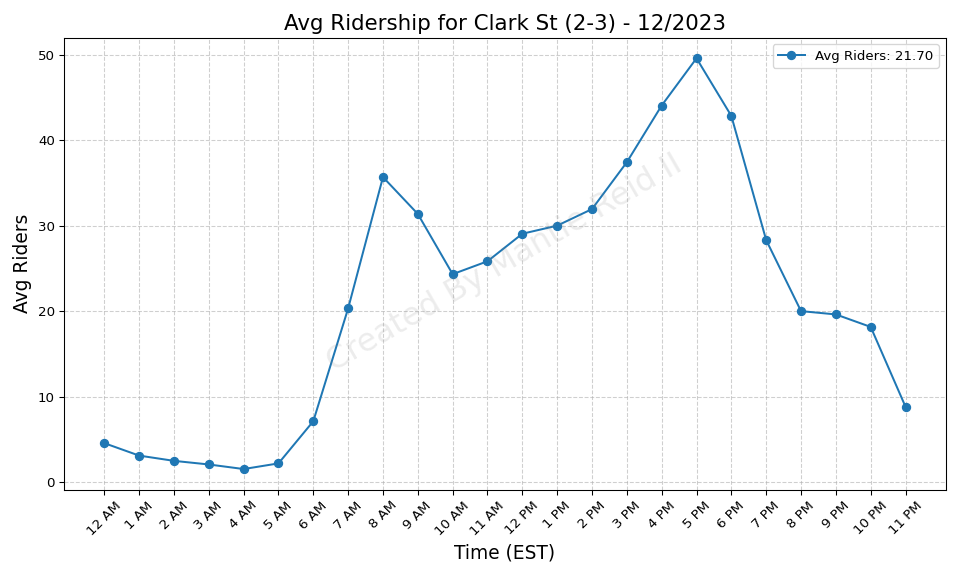 Avg Ridership for Clark St (2-3) - 12/2023
Avg Riders: 21.70
50
40
30
20
10
0
Avg Riders
Created By Mantie Reid II
12 AM
1 AM
2 AM
3 AM
4 AM
5 AM
6 AM
7 AM
8 AM
9 AM
10 AM
11 AM
12 PM
1 PM
2 PM
3 PM
4 PM
5 PM
6 PM
7 PM
8 PM
9 PM
10 PM
11 PM
Time (EST)